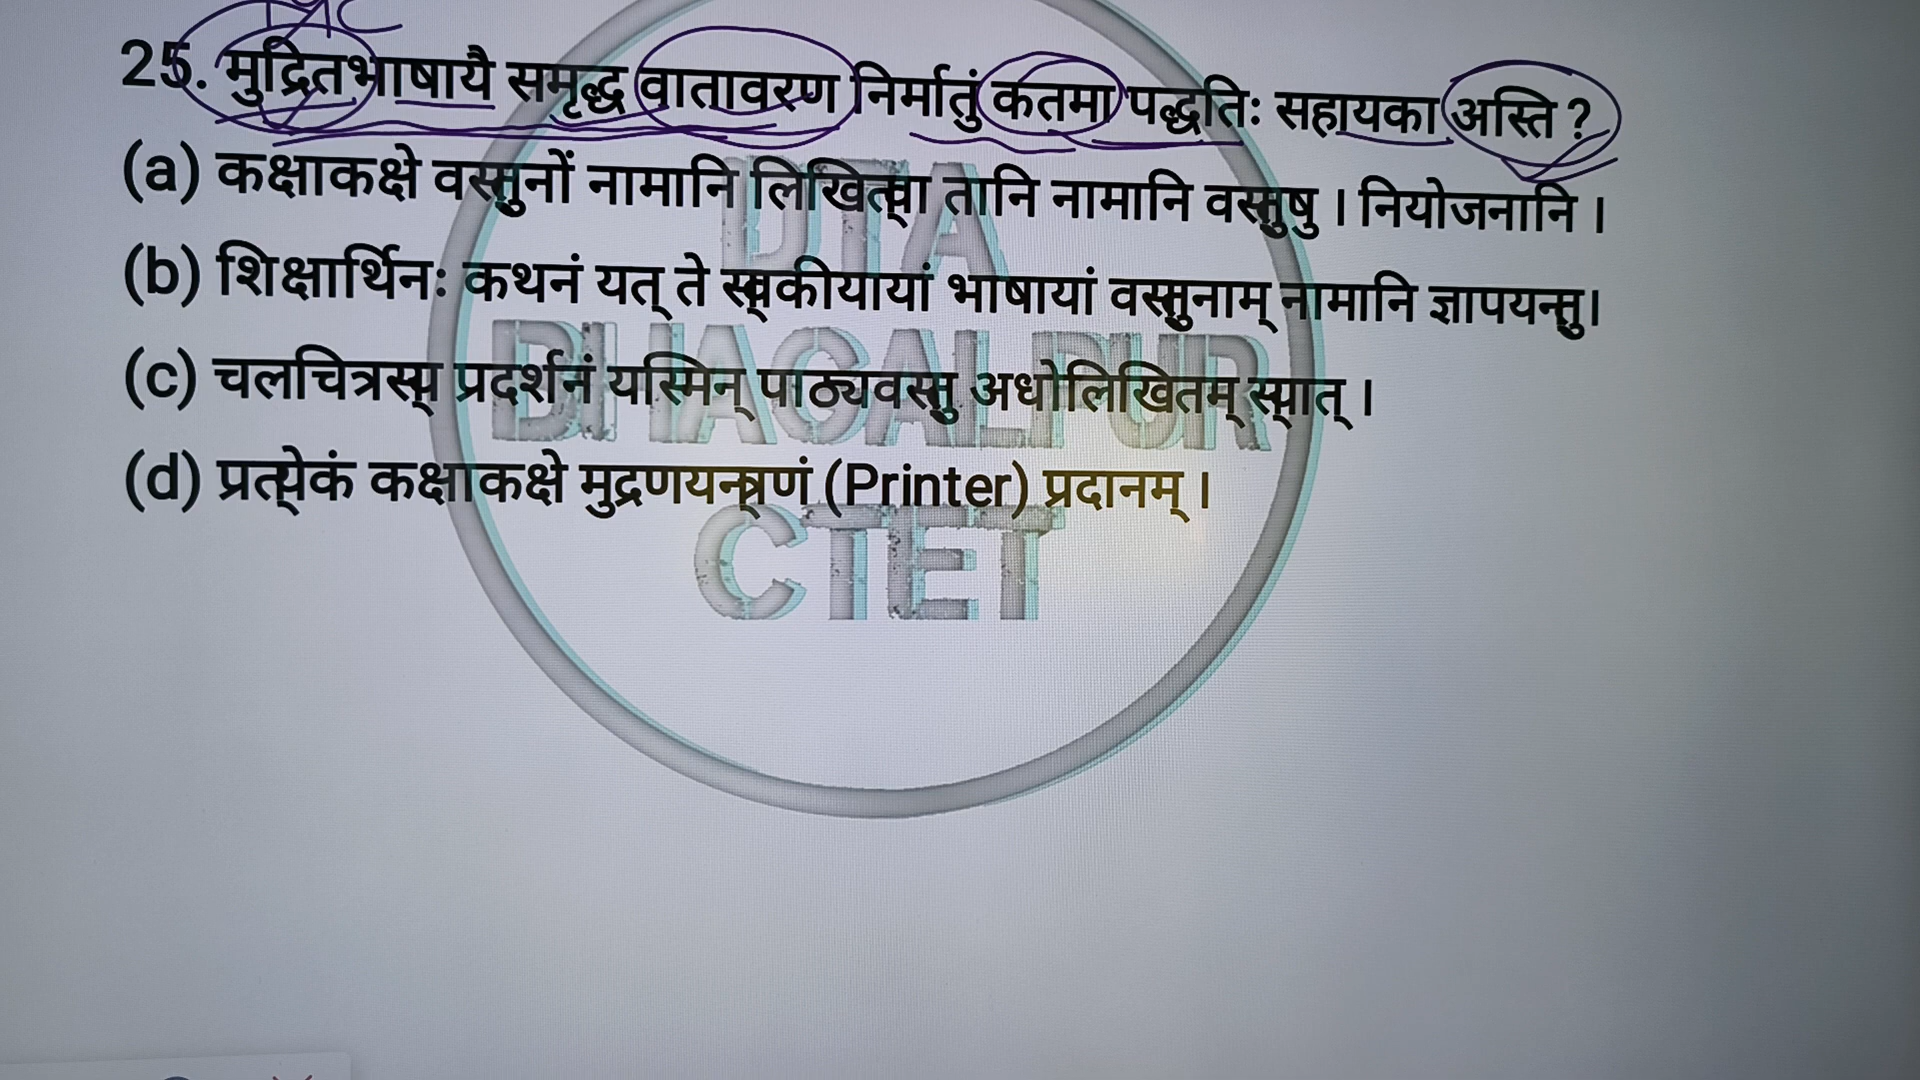 25. मुद्रितभाषायै समृद्ध वातावरण निर्मातुं कतमा पद्धतिः सहायका अस्ति ?
(a) कक्षाकक्षे वस्तुनों नामानि लिखित्वा तानि नामानि वस्तुषु । नियोजनानि ।
(b) शिक्षार्थिनः कथनं यत् ते स्वकीयायां भाषायां वस्तुनाम् नामानि ज्ञापयन्तु।
(c) चलचित्रस्य प्रदर्शनं यस्मिन् पाठ्यवस्तु अधोलिखितम् स्यात् ।
(d) प्रत्येकं कक्षाकक्षे मुद्रणयन्त्रणं (Printer) प्रदानम् ।
DTA
BHAGALPUR
CTET